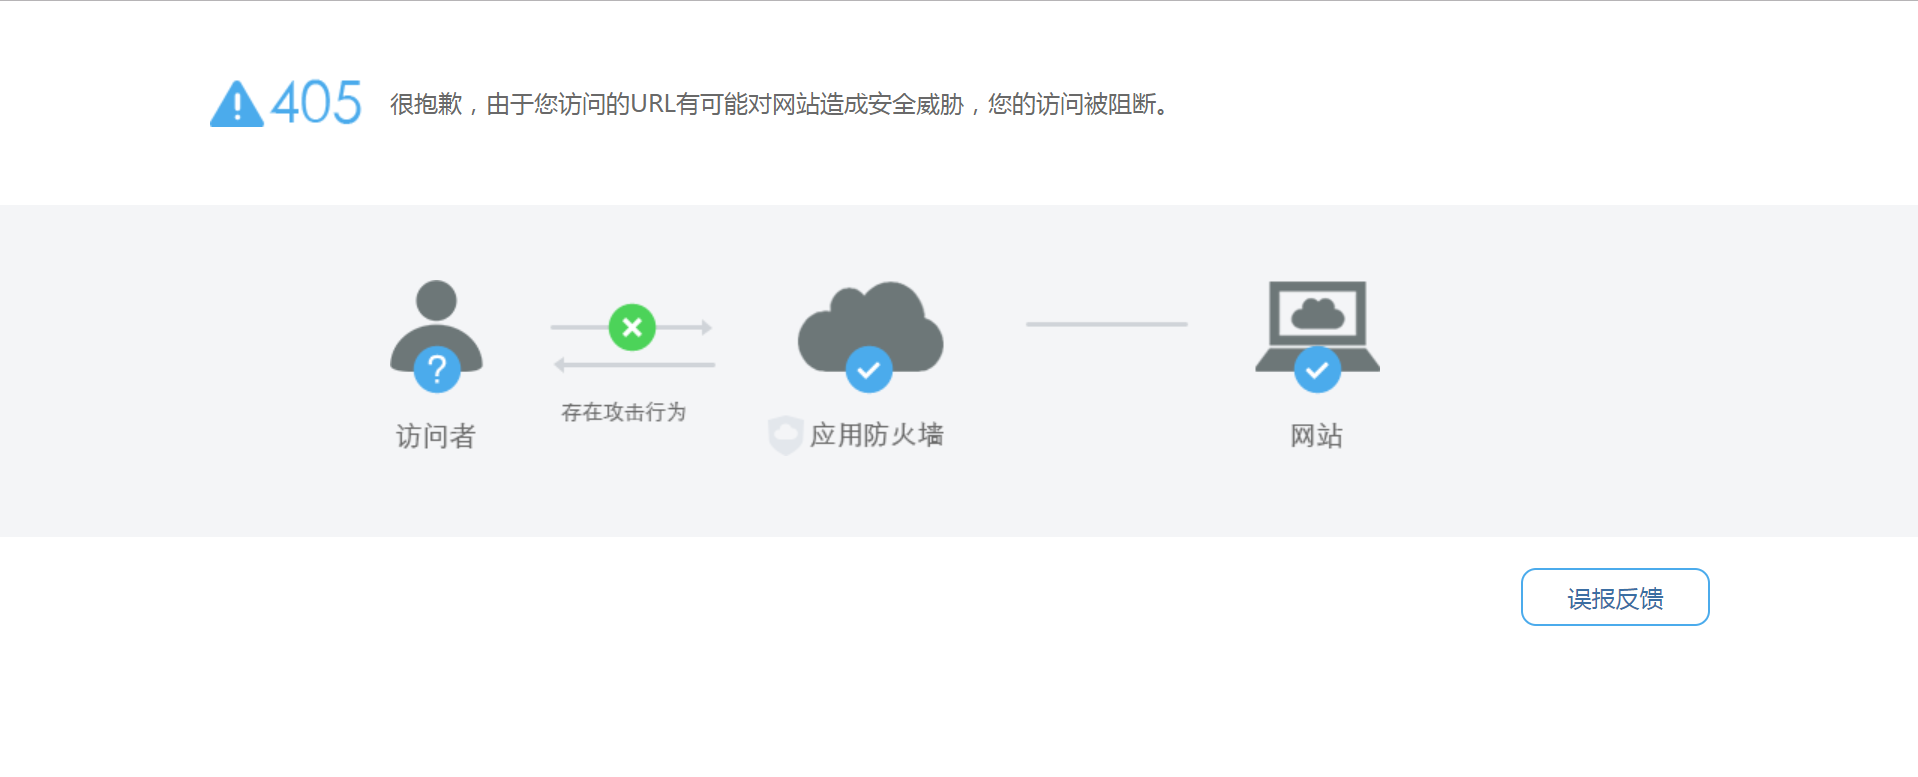 405 很抱歉，由于您访问的URL有可能对网站造成安全威胁，您的访问被阻断。
存在攻击行为
访问者
应用防火墙
网站
误报反馈